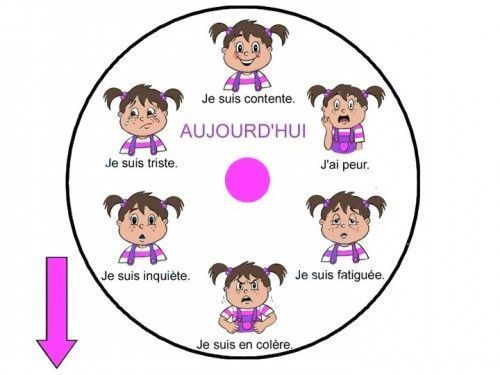 Je suis contente.
AUJOURD'HUI
Je suis triste.
J'ai peur.
Je suis inquiète.
Je suis fatiguée.
Je suis en colère.